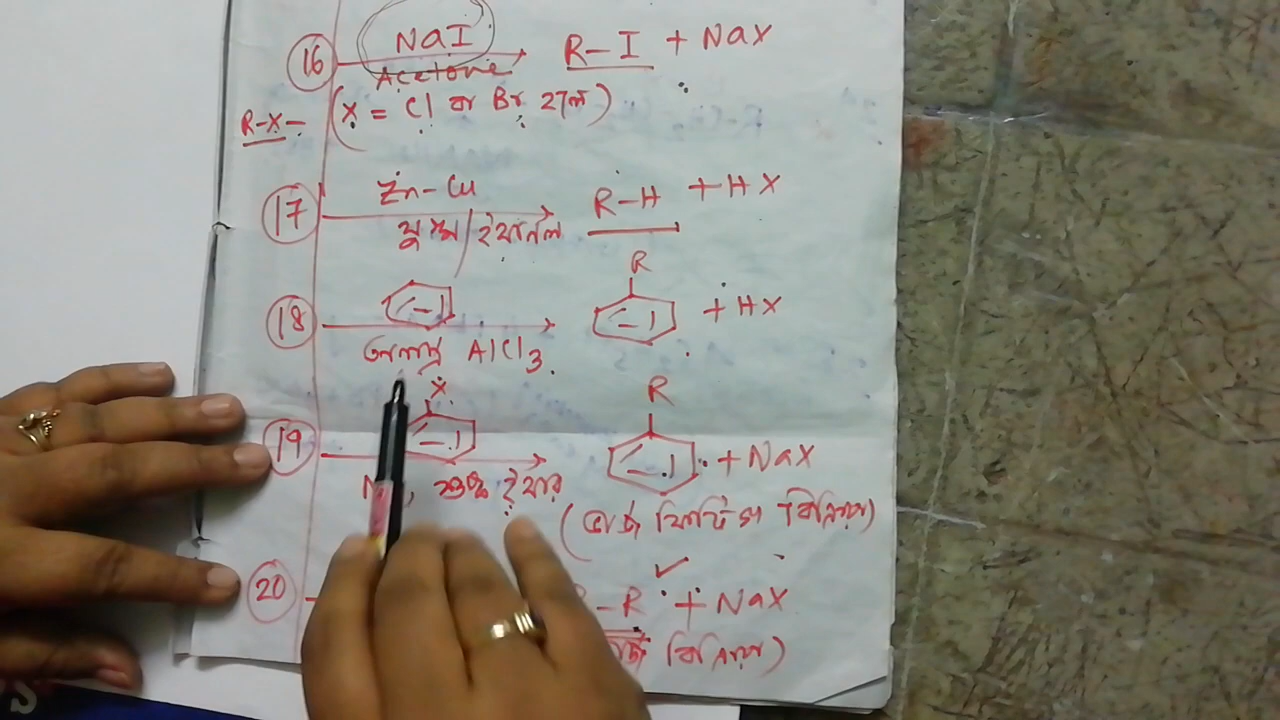 16 NaI R-I + NaX
Acetone
R-X- (X = Cl বা Br হলে)
17 Zn-Cu R-H + HX
যুগ্ম/ইথানল
R
18 + HX
অনার্দ্র AlCl3
X R
19 + NaX
শুষ্ক ইথার
(উর্জ ফিটিগ বিক্রিয়া)
20 R-R + NaX
বিক্রিয়া)